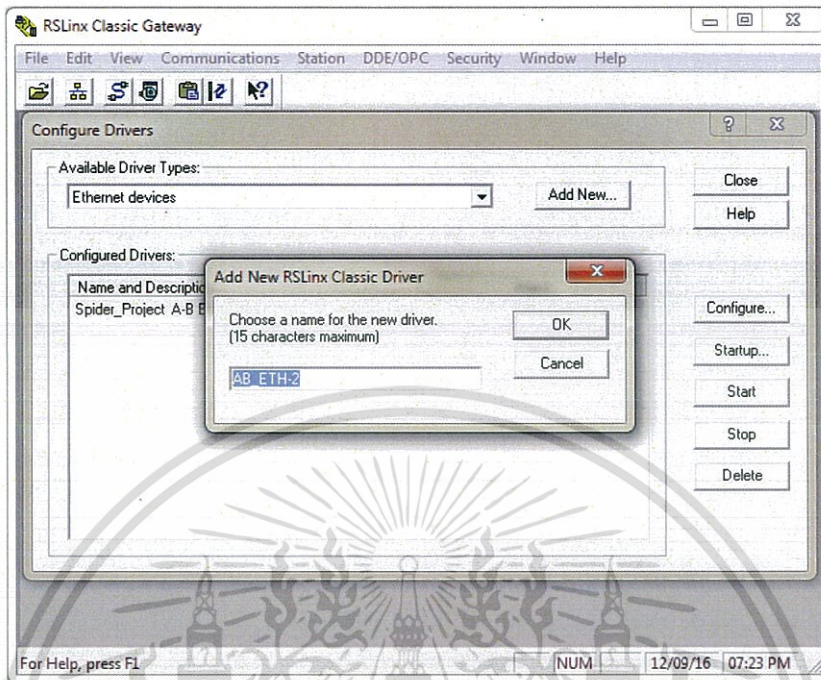 RSLinx Classic Gateway
File Edit View Communications Station DDE/OPC Security Window Help
Configure Drivers
Available Driver Types:
Ethernet devices
Add New...
Close
Help
Configured Drivers:
Name and Descriptio
Spider_Project A-B E
Add New RSLinx Classic Driver
Choose a name for the new driver.
(15 characters maximum)
AB_ETH-2
OK
Cancel
Configure...
Startup...
Start
Stop
Delete
For Help, press F1
NUM
12/09/16
07:23 PM